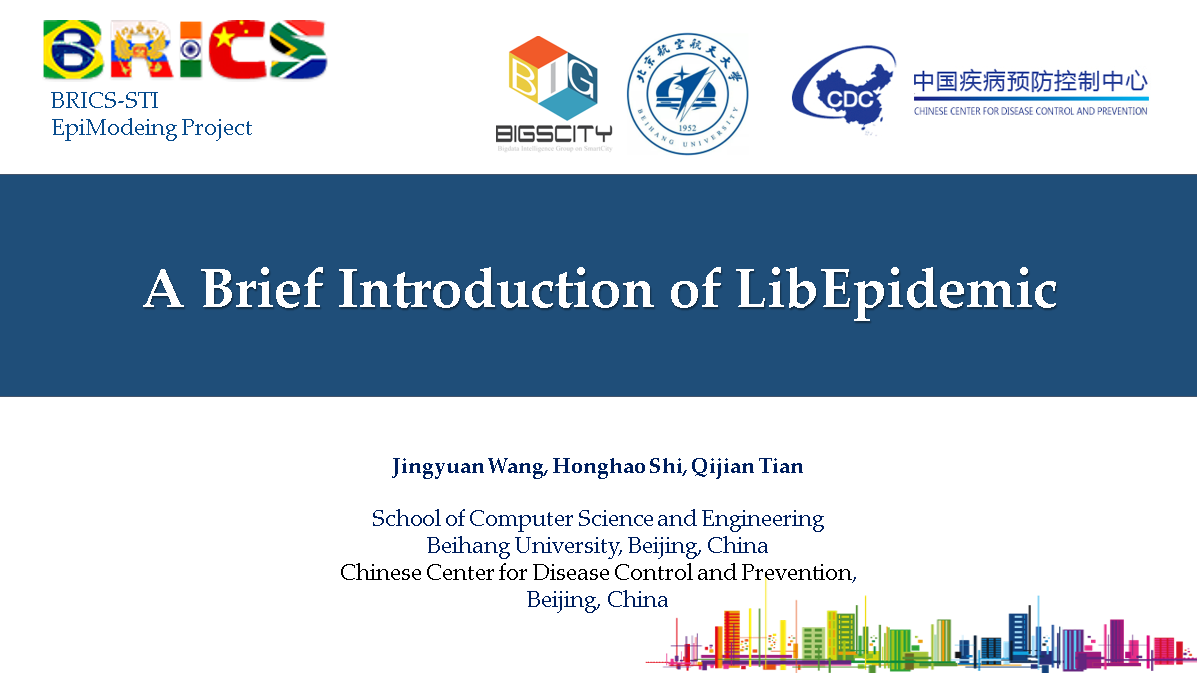 BRICS
BRICS-STI
EpiModeing Project
BIG
BIGSCITY
Bigdata Intelligence Group on SmartCity
北京航空航天大学
1952
BEIHANG UNIVERSITY
CDC
中国疾病预防控制中心
CHINESE CENTER FOR DISEASE CONTROL AND PREVENTION
A Brief Introduction of LibEpidemic
Jingyuan Wang, Honghao Shi, Qijian Tian
School of Computer Science and Engineering
Beihang University, Beijing, China
Chinese Center for Disease Control and Prevention,
Beijing, China